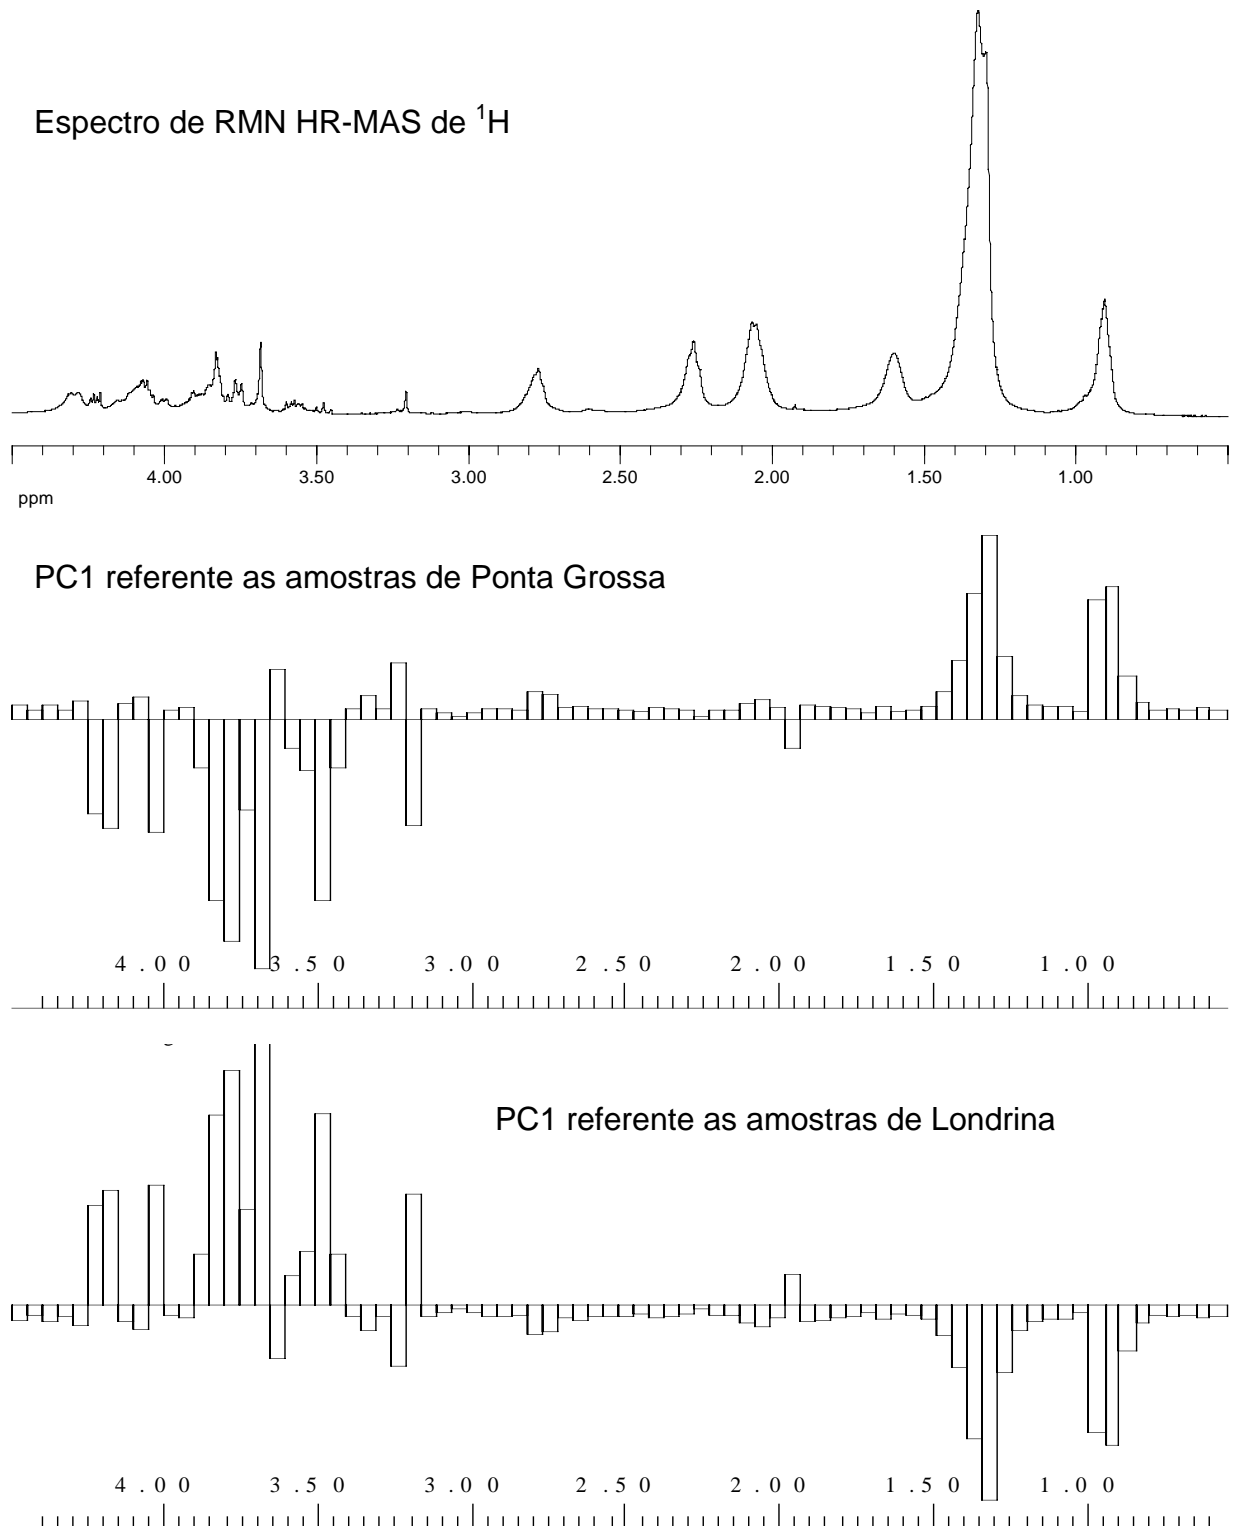 Espectro de RMN HR-MAS de ¹H
4.00 3.50 3.00 2.50 2.00 1.50 1.00
ppm
PC1 referente as amostras de Ponta Grossa
4.00 3.50 3.00 2.50 2.00 1.50 1.00
PC1 referente as amostras de Londrina
4.00 3.50 3.00 2.50 2.00 1.50 1.00